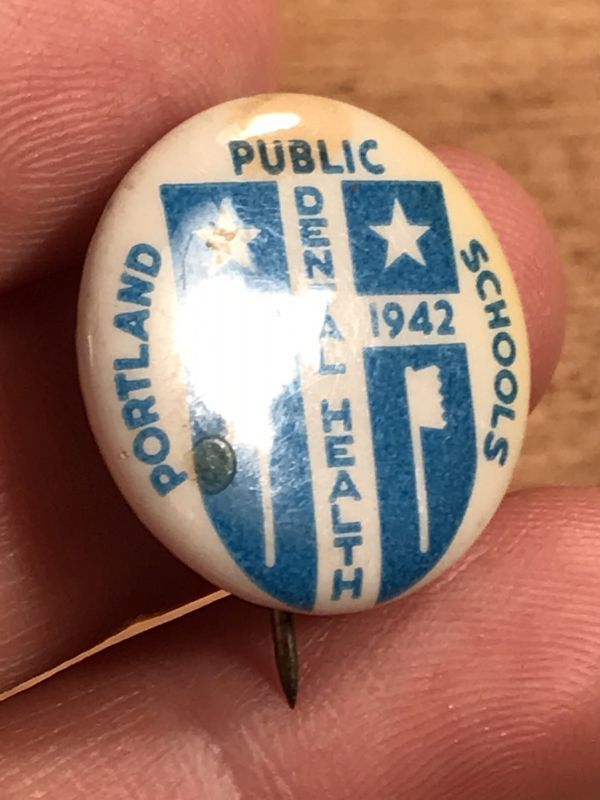 PORTLAND
PUBLIC
SCHOOLS
DENTAL HEALTH
1942